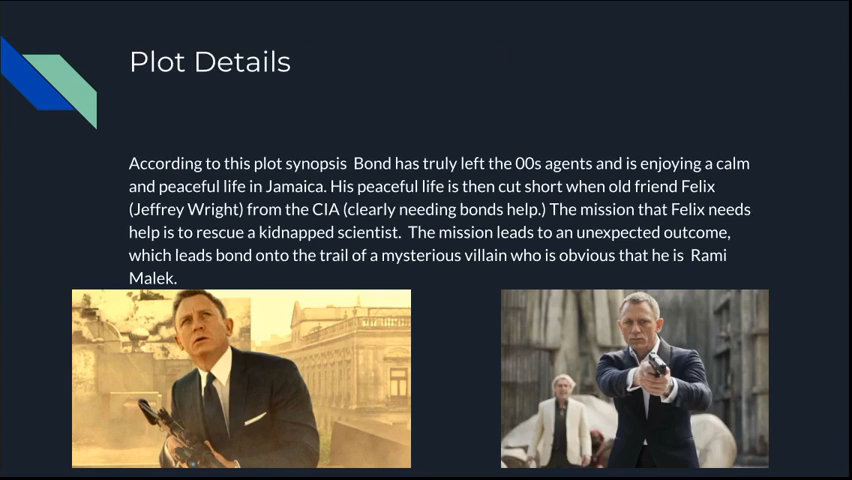 Plot Details
According to this plot synopsis  Bond has truly left the 00s agents and is enjoying a calm
and peaceful life in Jamaica. His peaceful life is then cut short when old friend Felix
(Jeffrey Wright) from the CIA (clearly needing bonds help.) The mission that Felix needs
help is to rescue a kidnapped scientist.  The mission leads to an unexpected outcome,
which leads bond onto the trail of a mysterious villain who is obvious that he is  Rami
Malek.